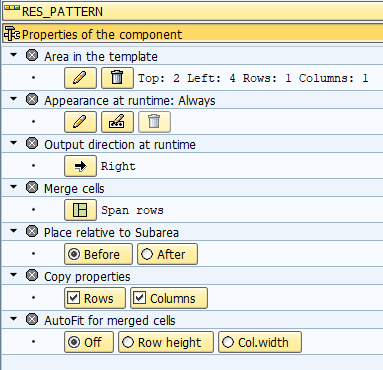 RES_PATTERN
Properties of the component
Area in the template
Top: 2 Left: 4 Rows: 1 Columns: 1
Appearance at runtime: Always
Output direction at runtime
Right
Merge cells
Span rows
Place relative to Subarea
Before After
Copy properties
Rows Columns
AutoFit for merged cells
Off Row height Col.width